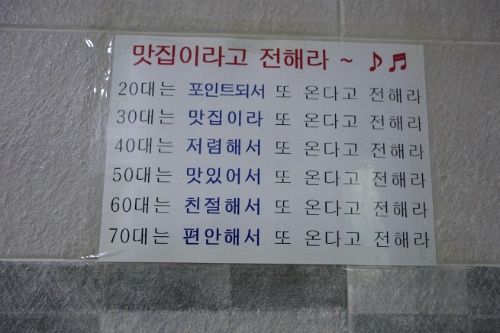 맛집이라고 전해라 ~ ♪♬
20대는 포인트되서 또 온다고 전해라
30대는 맛집이라 또 온다고 전해라
40대는 저렴해서 또 온다고 전해라
50대는 맛있어서 또 온다고 전해라
60대는 친절해서 또 온다고 전해라
70대는 편안해서 또 온다고 전해라